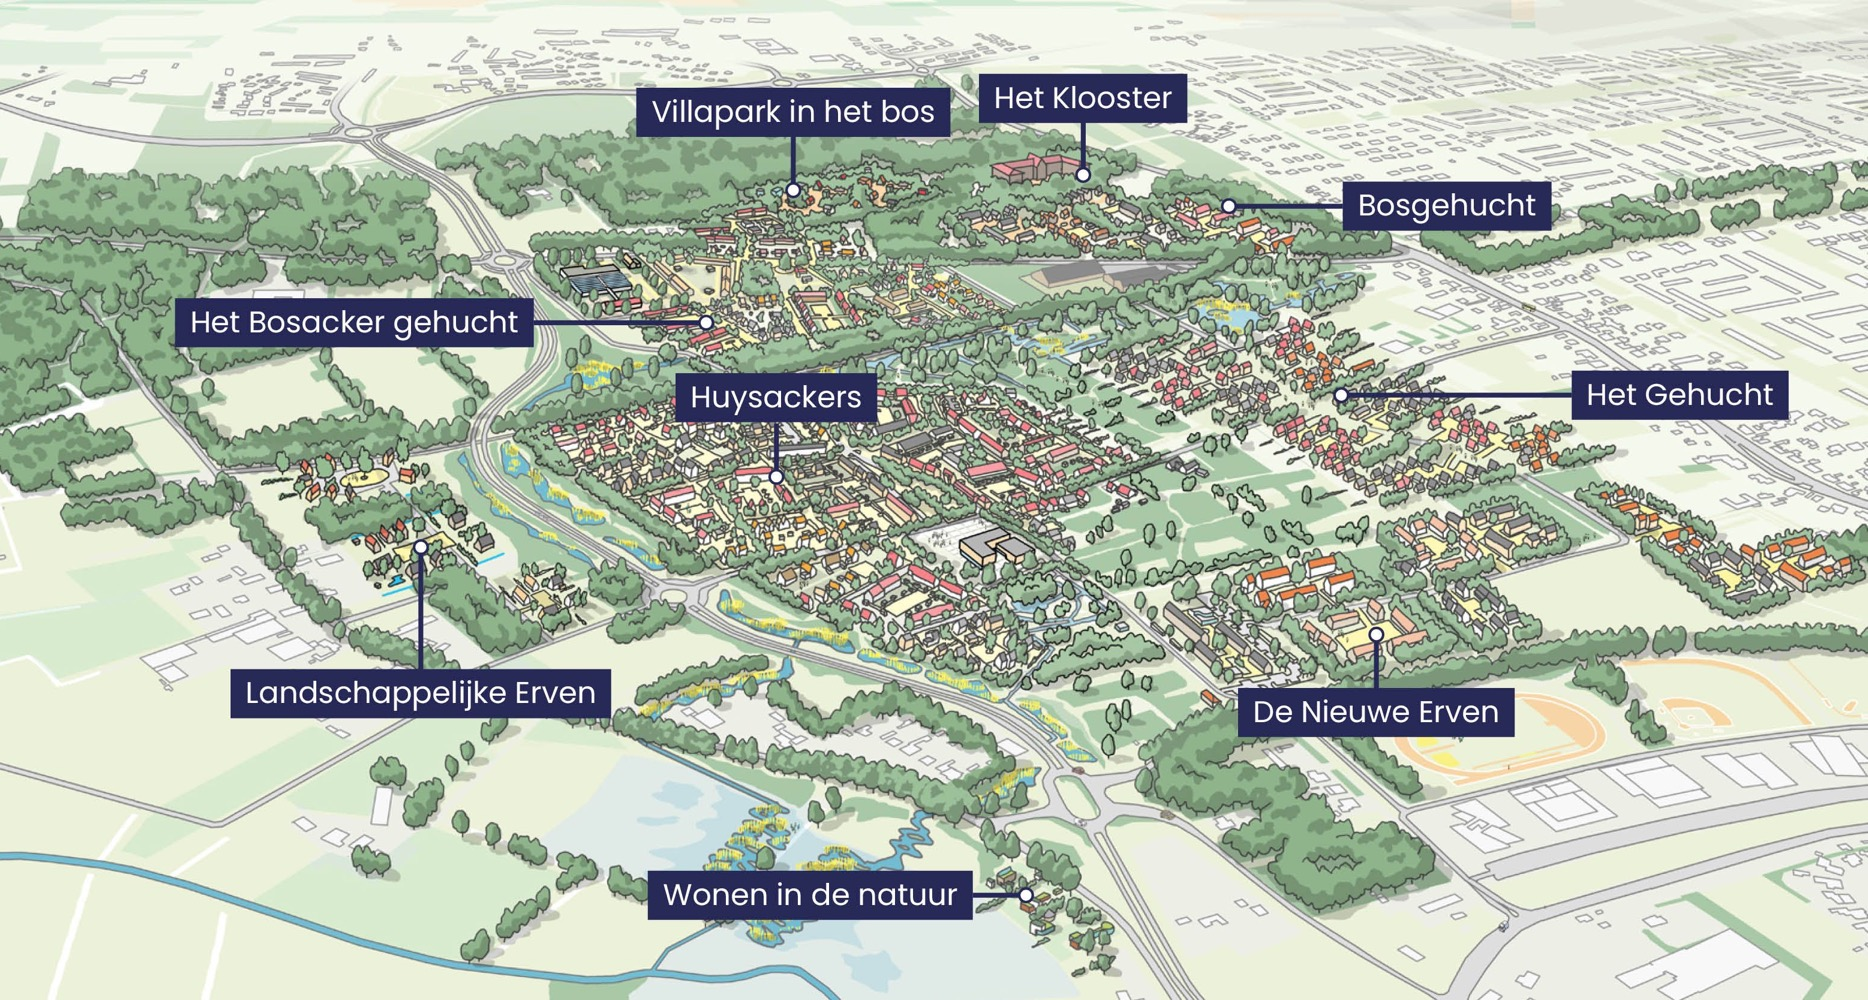 Het Klooster
Villapark in het bos
Bosgehucht
Het Bosacker gehucht
Huysackers
Het Gehucht
Landschappelijke Erven
De Nieuwe Erven
Wonen in de natuur